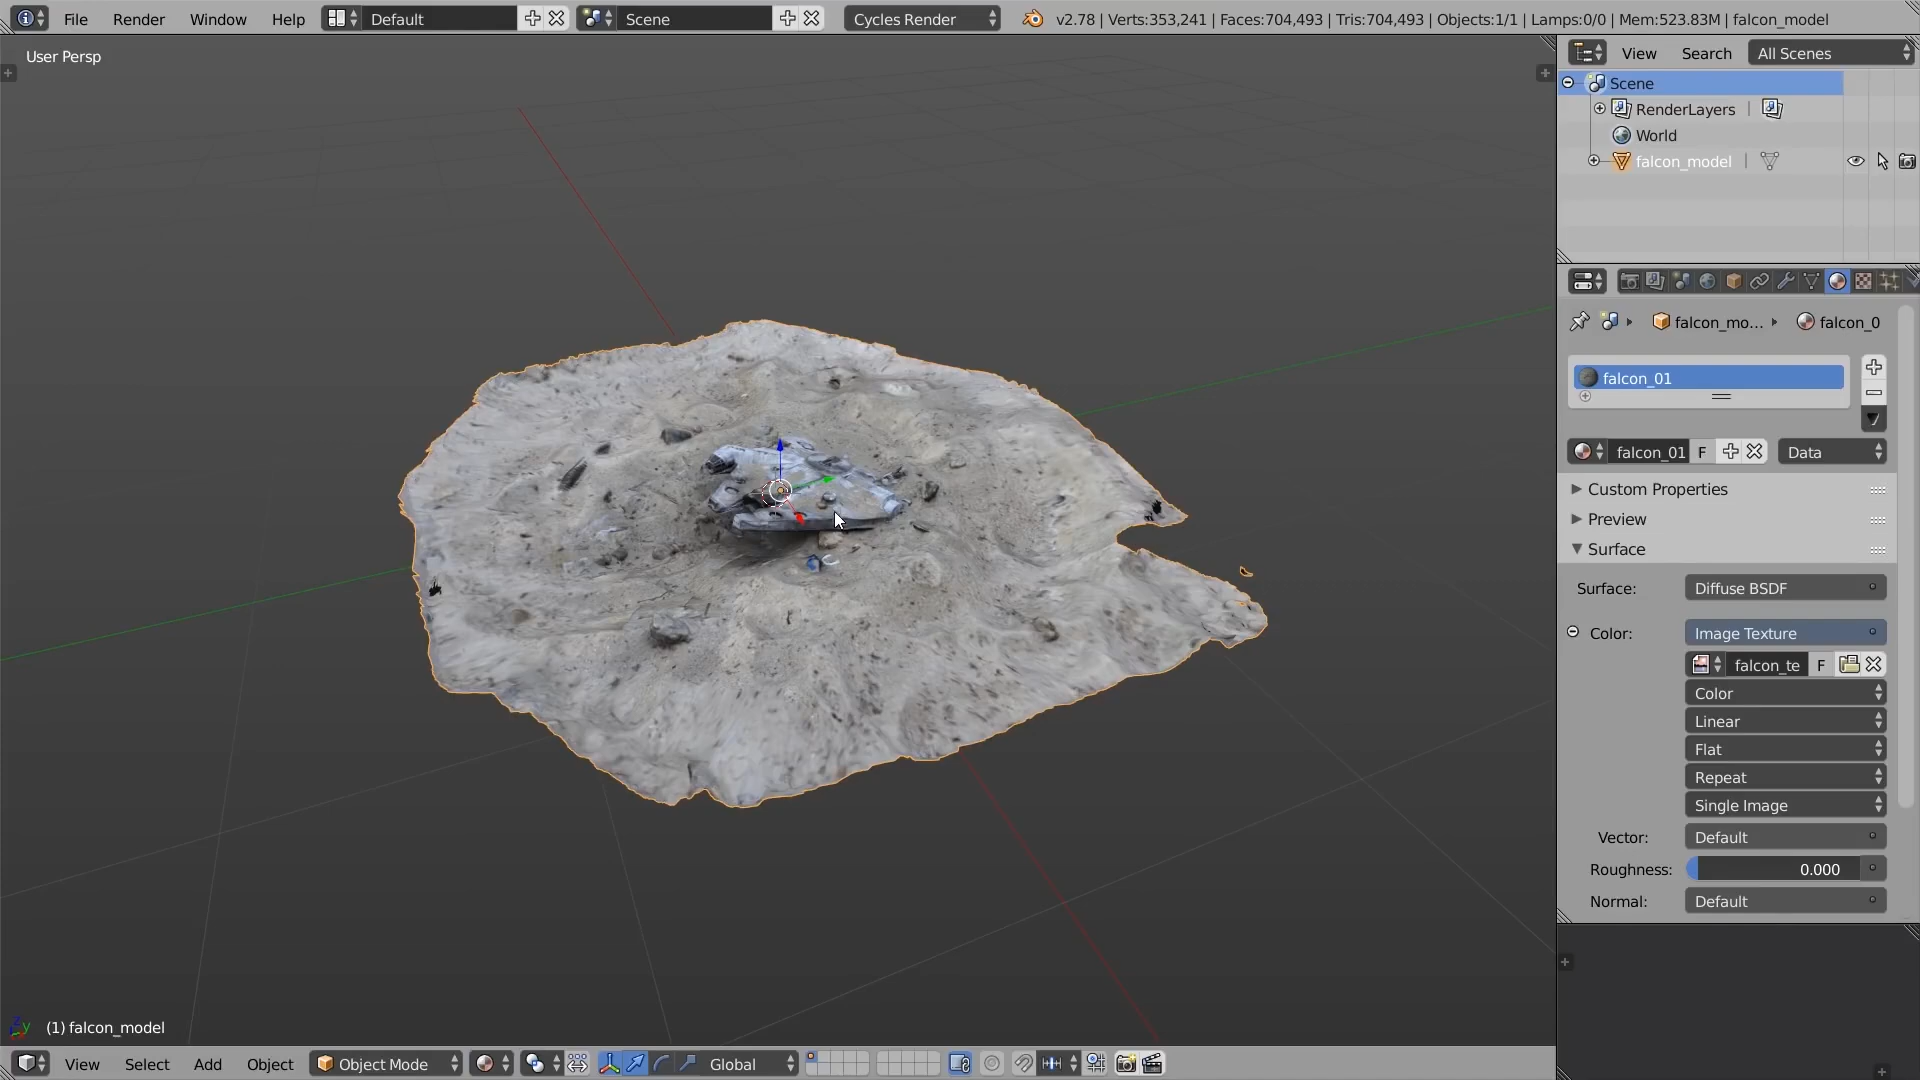 File Render Window Help Default Scene Cycles Render v2.78 | Verts:353,241 | Faces:704,493 | Tris:704,493 | Objects:1/1 | Lamps:0/0 | Mem:523.83M | falcon_model
User Persp
View Search All Scenes
Scene
RenderLayers
World
falcon_model
falcon_mo... falcon_0
falcon_01
falcon_01 F Data
Custom Properties
Preview
Surface
Surface: Diffuse BSDF
Color: Image Texture
falcon_te F
Color
Linear
Flat
Repeat
Single Image
Vector: Default
Roughness: 0.000
Normal: Default
(1) falcon_model
View Select Add Object Object Mode Global